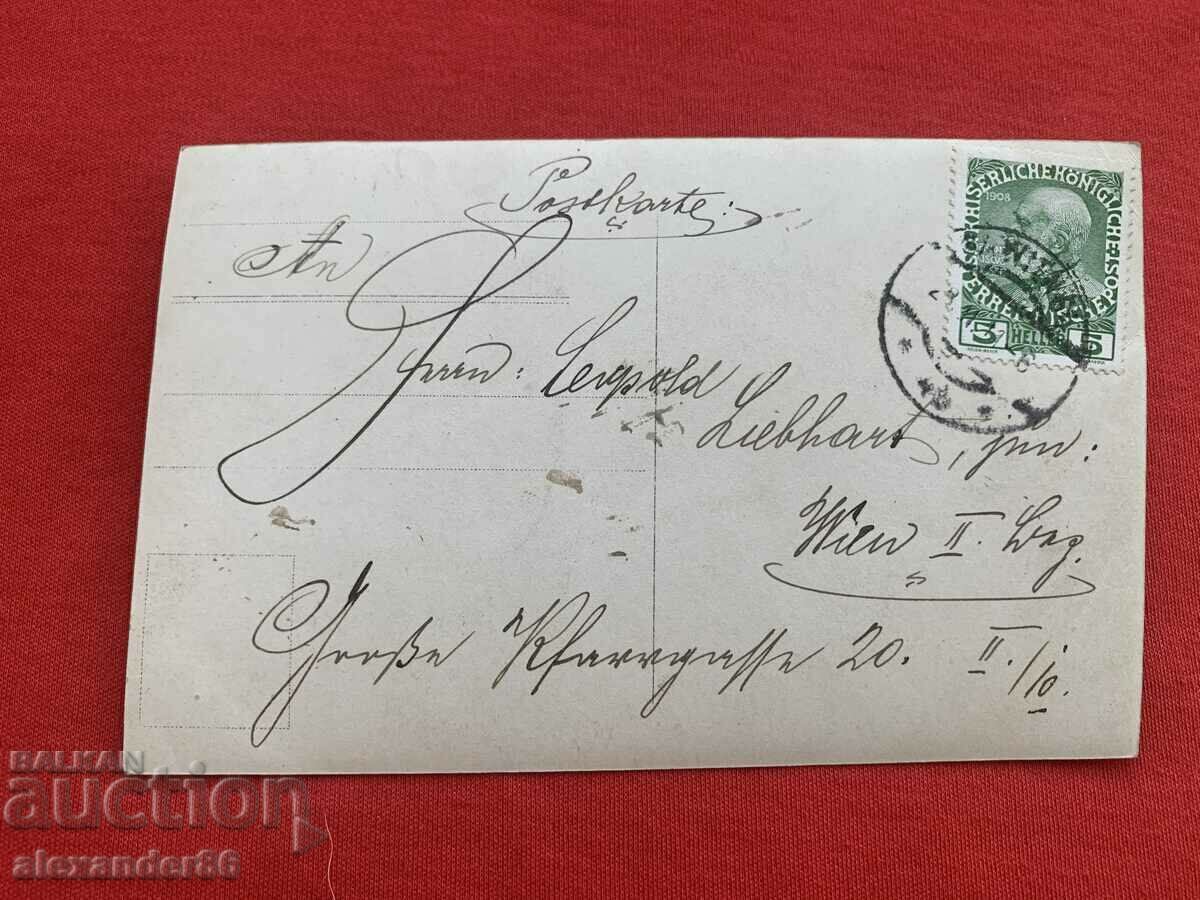 Postkarte:
An
Herrn: Leopold
Liebhart, jun:
Wien II. Bez.
Große Pfarrgasse 20. II./10.
KAISERLICHE KÖNIGLICHE ÖSTERREICHISCHE POST
1908
5 HELLER 5
WIEN
BALKAN
auction
alexander86